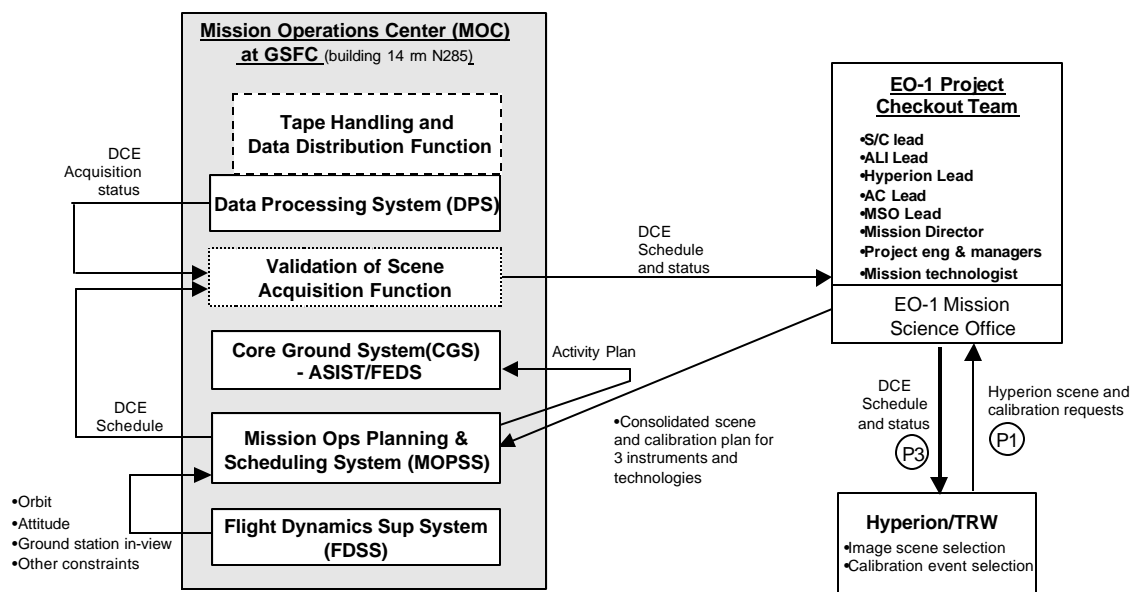 Mission Operations Center (MOC)
at GSFC (building 14 rm N285)
Tape Handling and
Data Distribution Function
Data Processing System (DPS)
DCE
Acquisition
status
Validation of Scene
Acquisition Function
Core Ground System(CGS)
- ASIST/FEDS
Activity Plan
DCE
Schedule
Mission Ops Planning &
Scheduling System (MOPSS)
•Orbit
•Attitude
•Ground station in-view
•Other constraints
Flight Dynamics Sup System
(FDSS)
DCE
Schedule
and status
•Consolidated scene
and calibration plan for
3 instruments and
technologies
EO-1 Project
Checkout Team
•S/C lead
•ALI Lead
•Hyperion Lead
•AC Lead
•MSO Lead
•Mission Director
•Project eng & managers
•Mission technologist
EO-1 Mission
Science Office
DCE
Schedule
and status
P3
Hyperion scene and
calibration requests
P1
Hyperion/TRW
•Image scene selection
•Calibration event selection